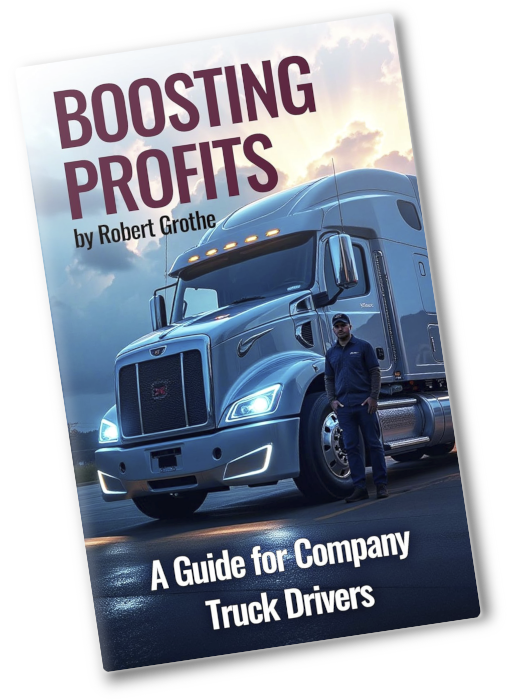 BOOSTING
PROFITS
by Robert Grothe
A Guide for Company
Truck Drivers